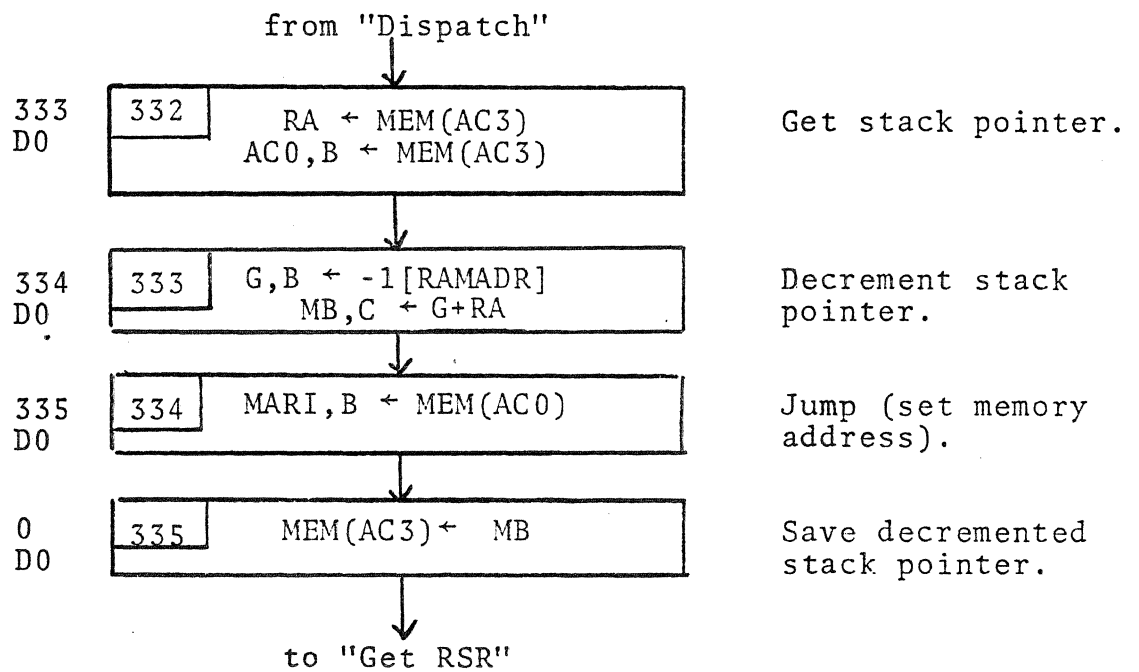 from "Dispatch"
333
D0
332
RA ← MEM(AC3)
AC0,B ← MEM(AC3)
Get stack pointer.
334
D0
333
G,B ← -1[RAMADR]
MB,C ← G+RA
Decrement stack
pointer.
335
D0
334
MARI,B ← MEM(AC0)
Jump (set memory
address).
0
D0
335
MEM(AC3)← MB
Save decremented
stack pointer.
to "Get RSR"